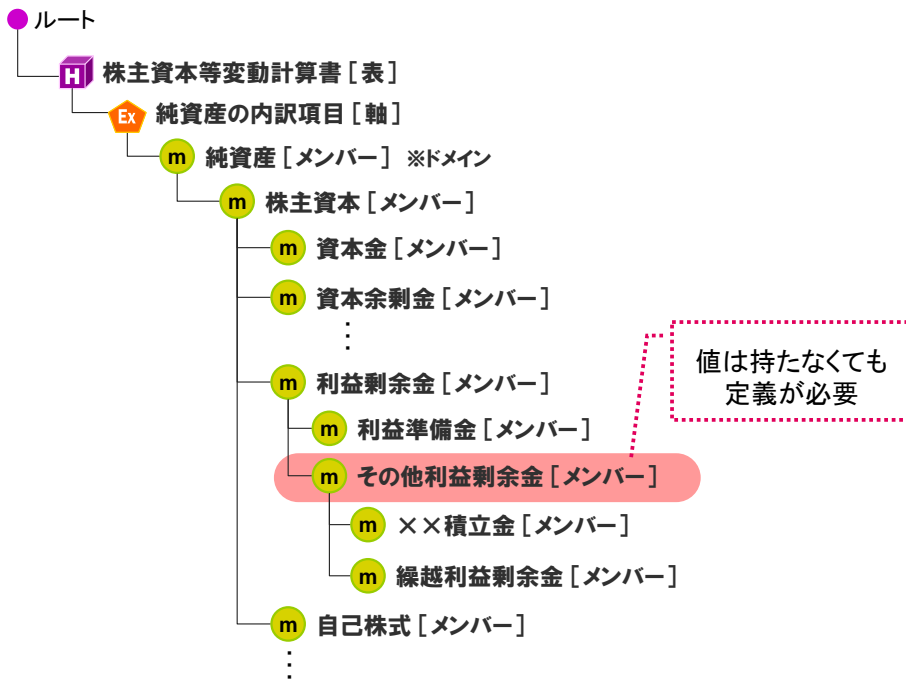 ルート
H 株主資本等変動計算書［表］
Ex 純資産の内訳項目［軸］
m 純資産［メンバー］ ※ドメイン
m 株主資本［メンバー］
m 資本金［メンバー］
m 資本余剰金［メンバー］
⋮
値は持たなくても
定義が必要
m 利益剰余金［メンバー］
m 利益準備金［メンバー］
m その他利益剰余金［メンバー］
m ××積立金［メンバー］
m 繰越利益剰余金［メンバー］
m 自己株式［メンバー］
⋮